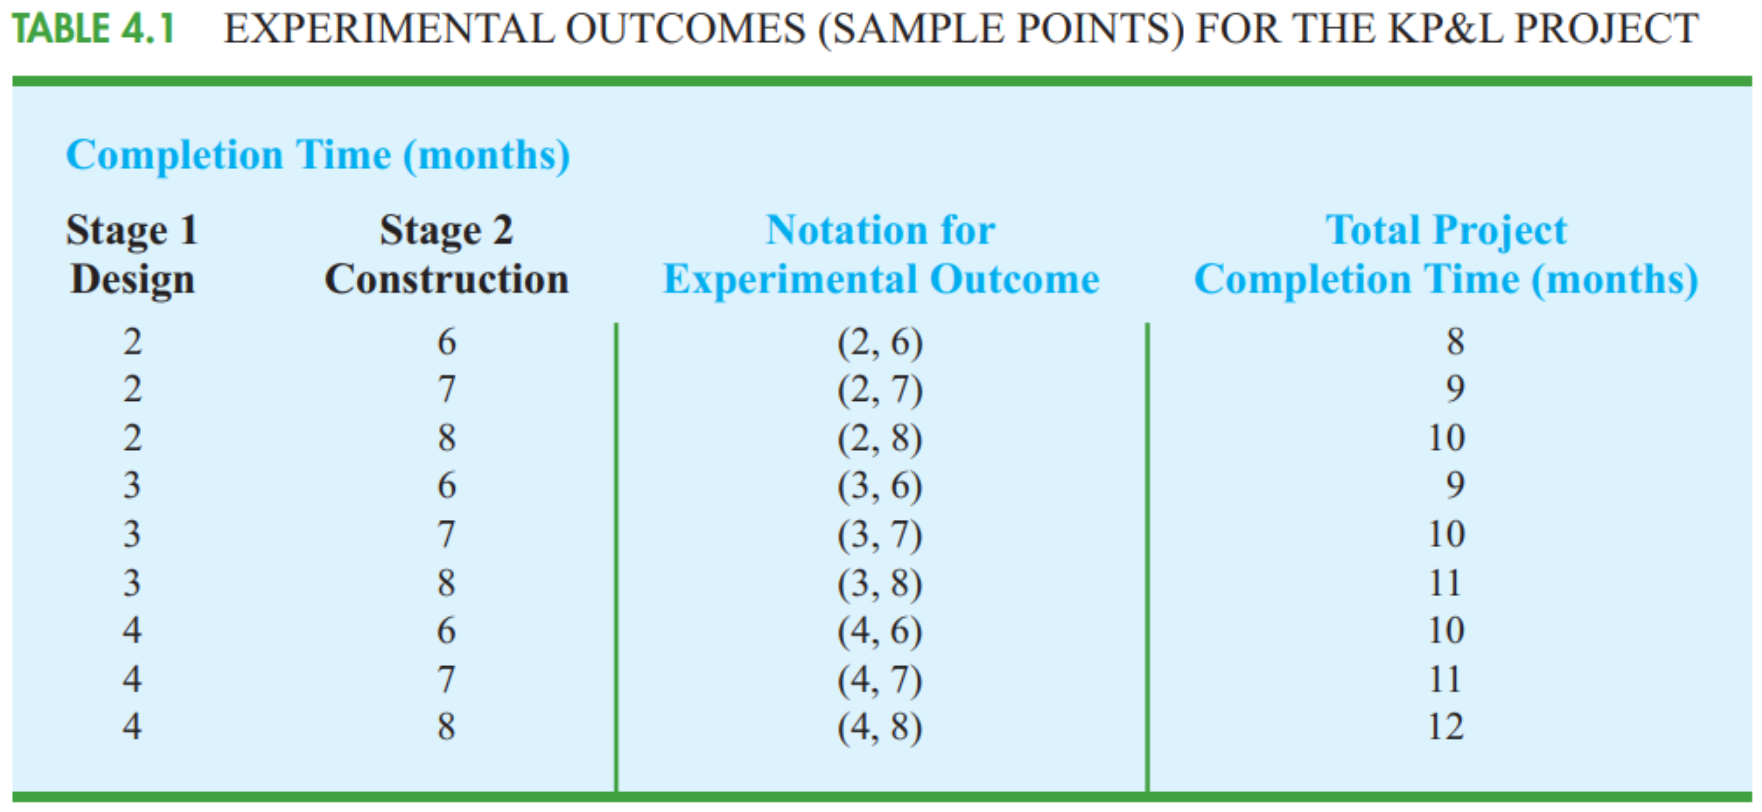 TABLE 4.1 EXPERIMENTAL OUTCOMES (SAMPLE POINTS) FOR THE KP&L PROJECT
Completion Time (months)
Stage 1 Stage 2 Notation for Total Project
Design Construction Experimental Outcome Completion Time (months)
2 6 (2, 6) 8
2 7 (2, 7) 9
2 8 (2, 8) 10
3 6 (3, 6) 9
3 7 (3, 7) 10
3 8 (3, 8) 11
4 6 (4, 6) 10
4 7 (4, 7) 11
4 8 (4, 8) 12